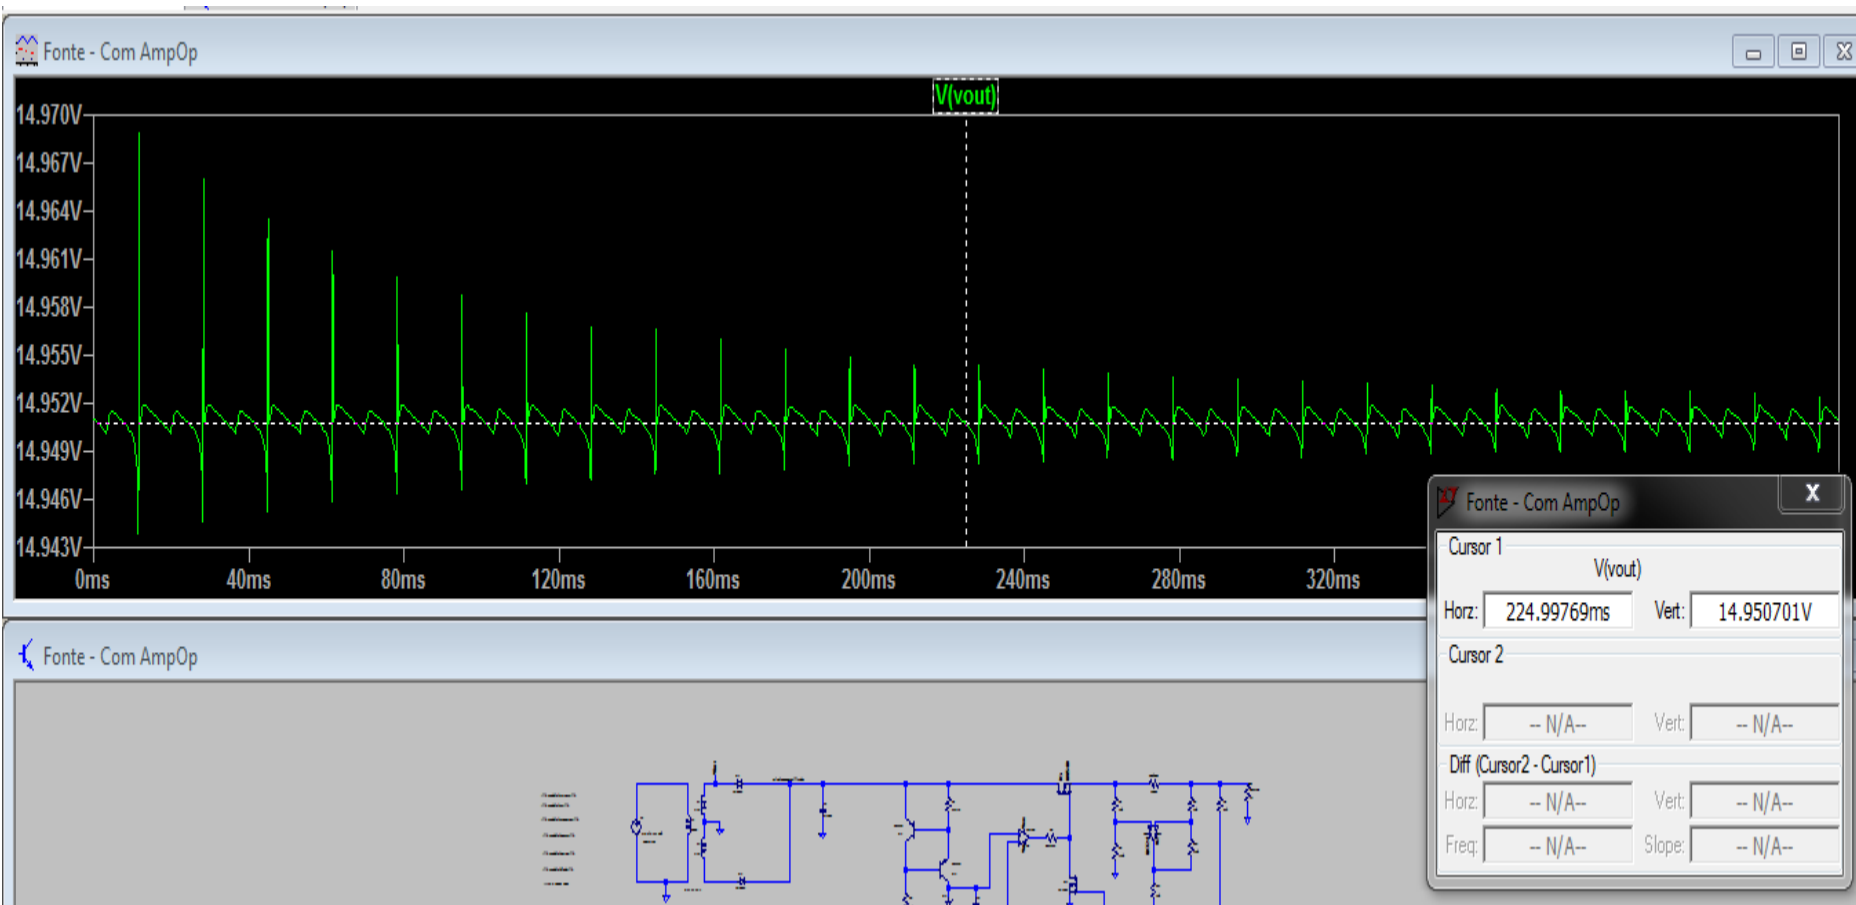 Fonte - Com AmpOp
V(vout)
14.970V
14.967V
14.964V
14.961V
14.958V
14.955V
14.952V
14.949V
14.946V
14.943V
0ms 40ms 80ms 120ms 160ms 200ms 240ms 280ms 320ms
Fonte - Com AmpOp
Fonte - Com AmpOp
Cursor 1
V(vout)
Horz: 224.99769ms Vert: 14.950701V
Cursor 2
Horz: -- N/A-- Vert: -- N/A--
Diff (Cursor2 - Cursor1)
Horz: -- N/A-- Vert: -- N/A--
Freq: -- N/A-- Slope: -- N/A--